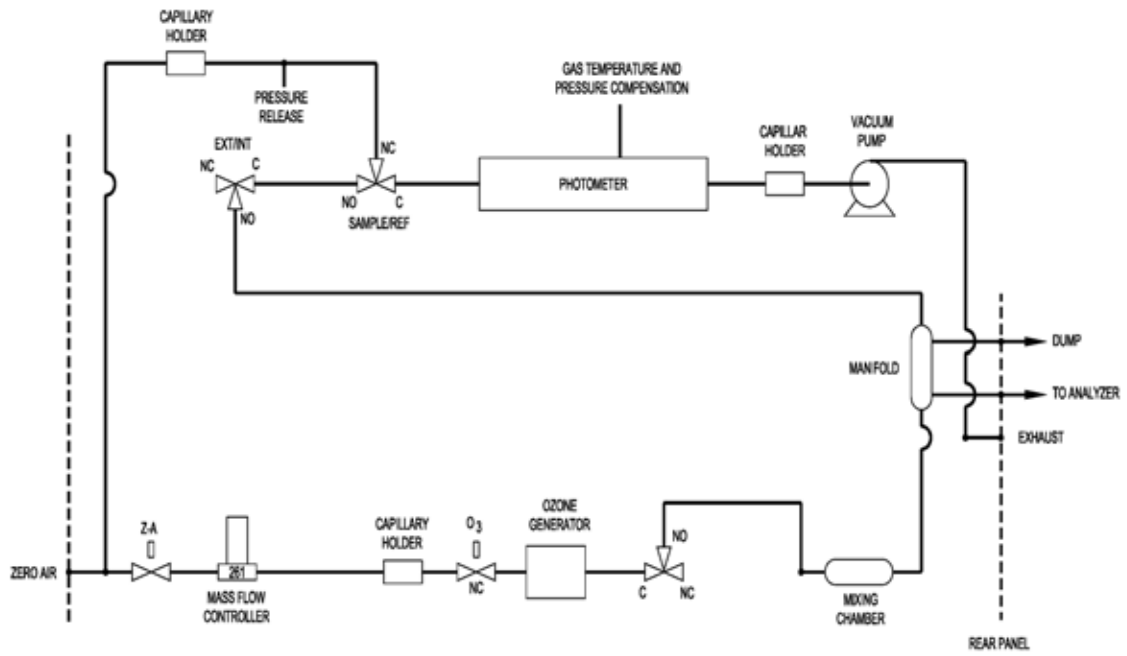 CAPILLARY
HOLDER
PRESSURE
RELEASE
GAS TEMPERATURE AND
PRESSURE COMPENSATION
EXT/INT
NC
C
NO
NC
NO
C
SAMPLE/REF
PHOTOMETER
CAPILLAR
HOLDER
VACUUM
PUMP
MANIFOLD
DUMP
TO ANALYZER
EXHAUST
ZERO AIR
Z-A
261
MASS FLOW
CONTROLLER
CAPILLARY
HOLDER
O3
NC
OZONE
GENERATOR
NO
C
NC
MIXING
CHAMBER
REAR PANEL